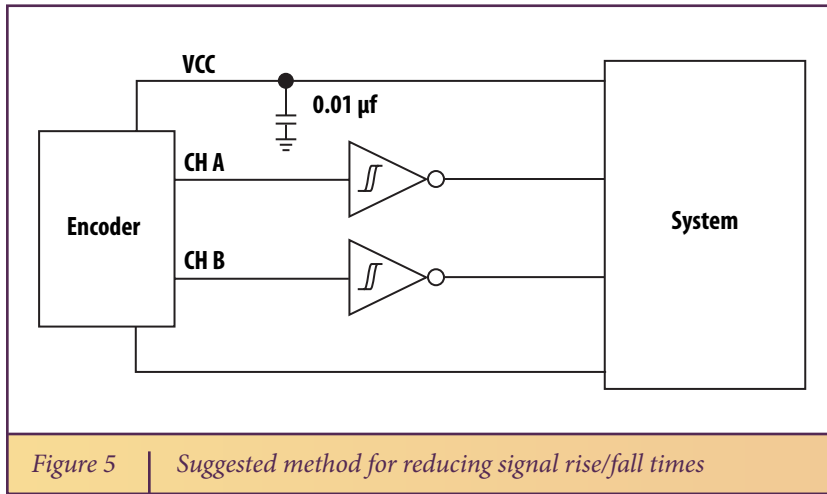 VCC
0.01 µf
CH A
Encoder
System
CH B
Figure 5 | Suggested method for reducing signal rise/fall times